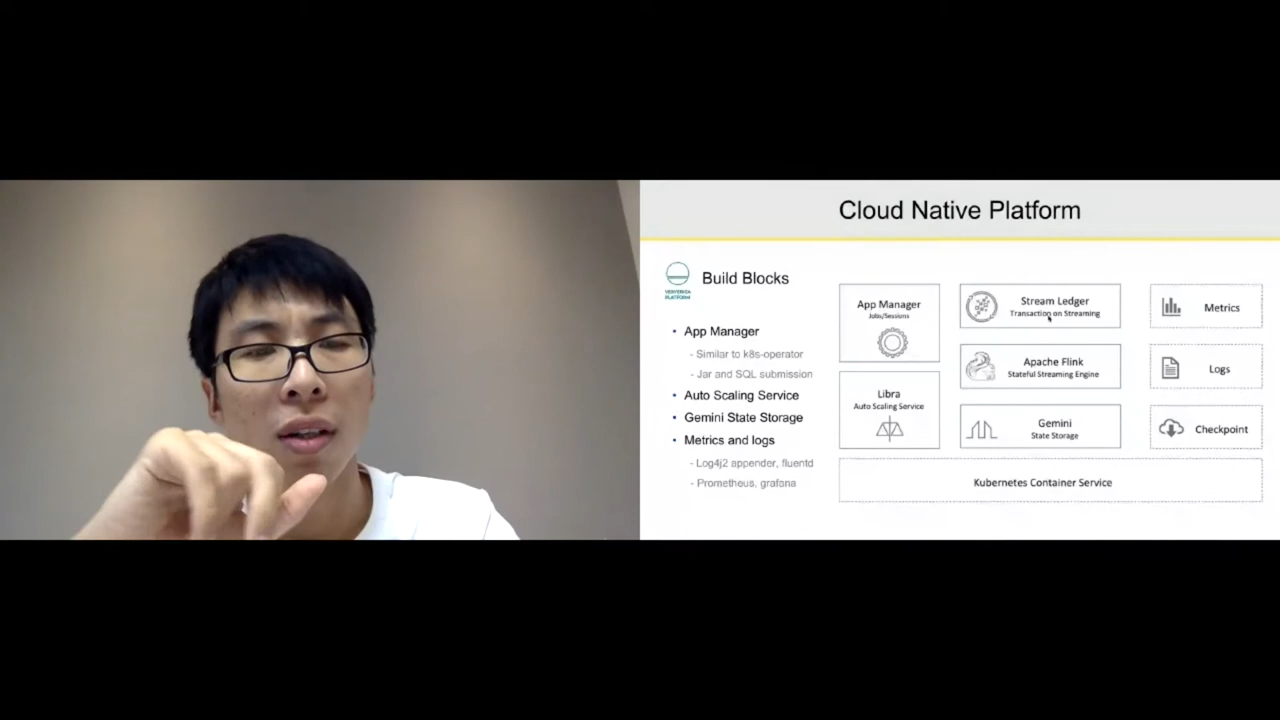 Cloud Native Platform
VERVERICA
PLATFORM
Build Blocks
• App Manager
- Similar to k8s-operator
- Jar and SQL submission
• Auto Scaling Service
• Gemini State Storage
• Metrics and logs
- Log4j2 appender, fluentd
- Prometheus, grafana
App Manager
Jobs/Sessions
Libra
Auto Scaling Service
Stream Ledger
Transaction on Streaming
Apache Flink
Stateful Streaming Engine
Gemini
State Storage
Metrics
Logs
Checkpoint
Kubernetes Container Service